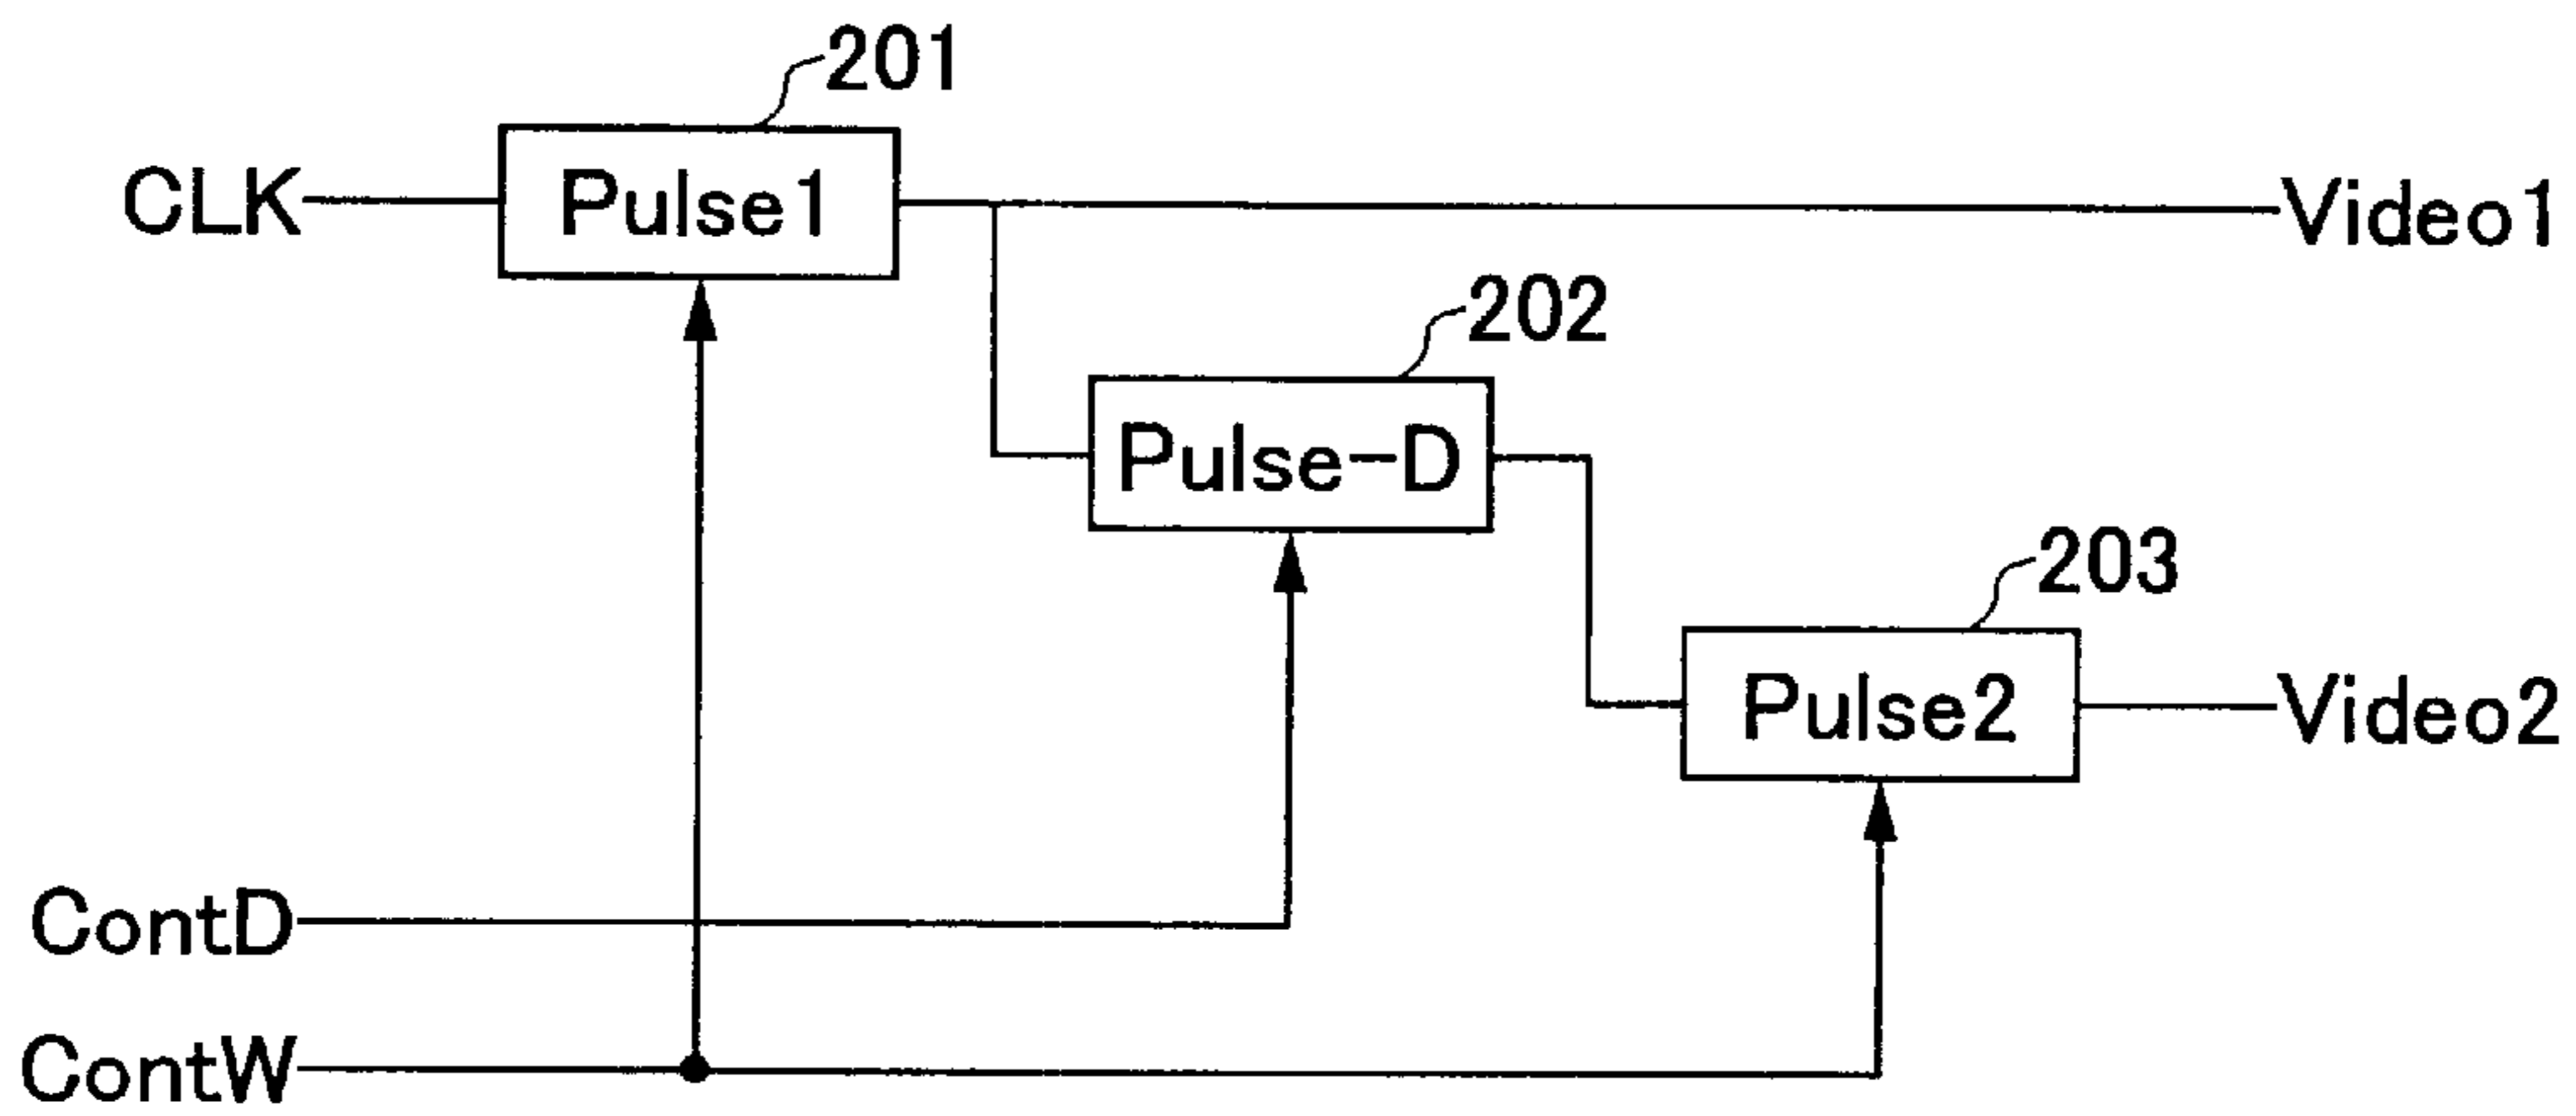 201
CLK
Pulse1
Video1
202
Pulse-D
203
Pulse2
Video2
ContD
ContW